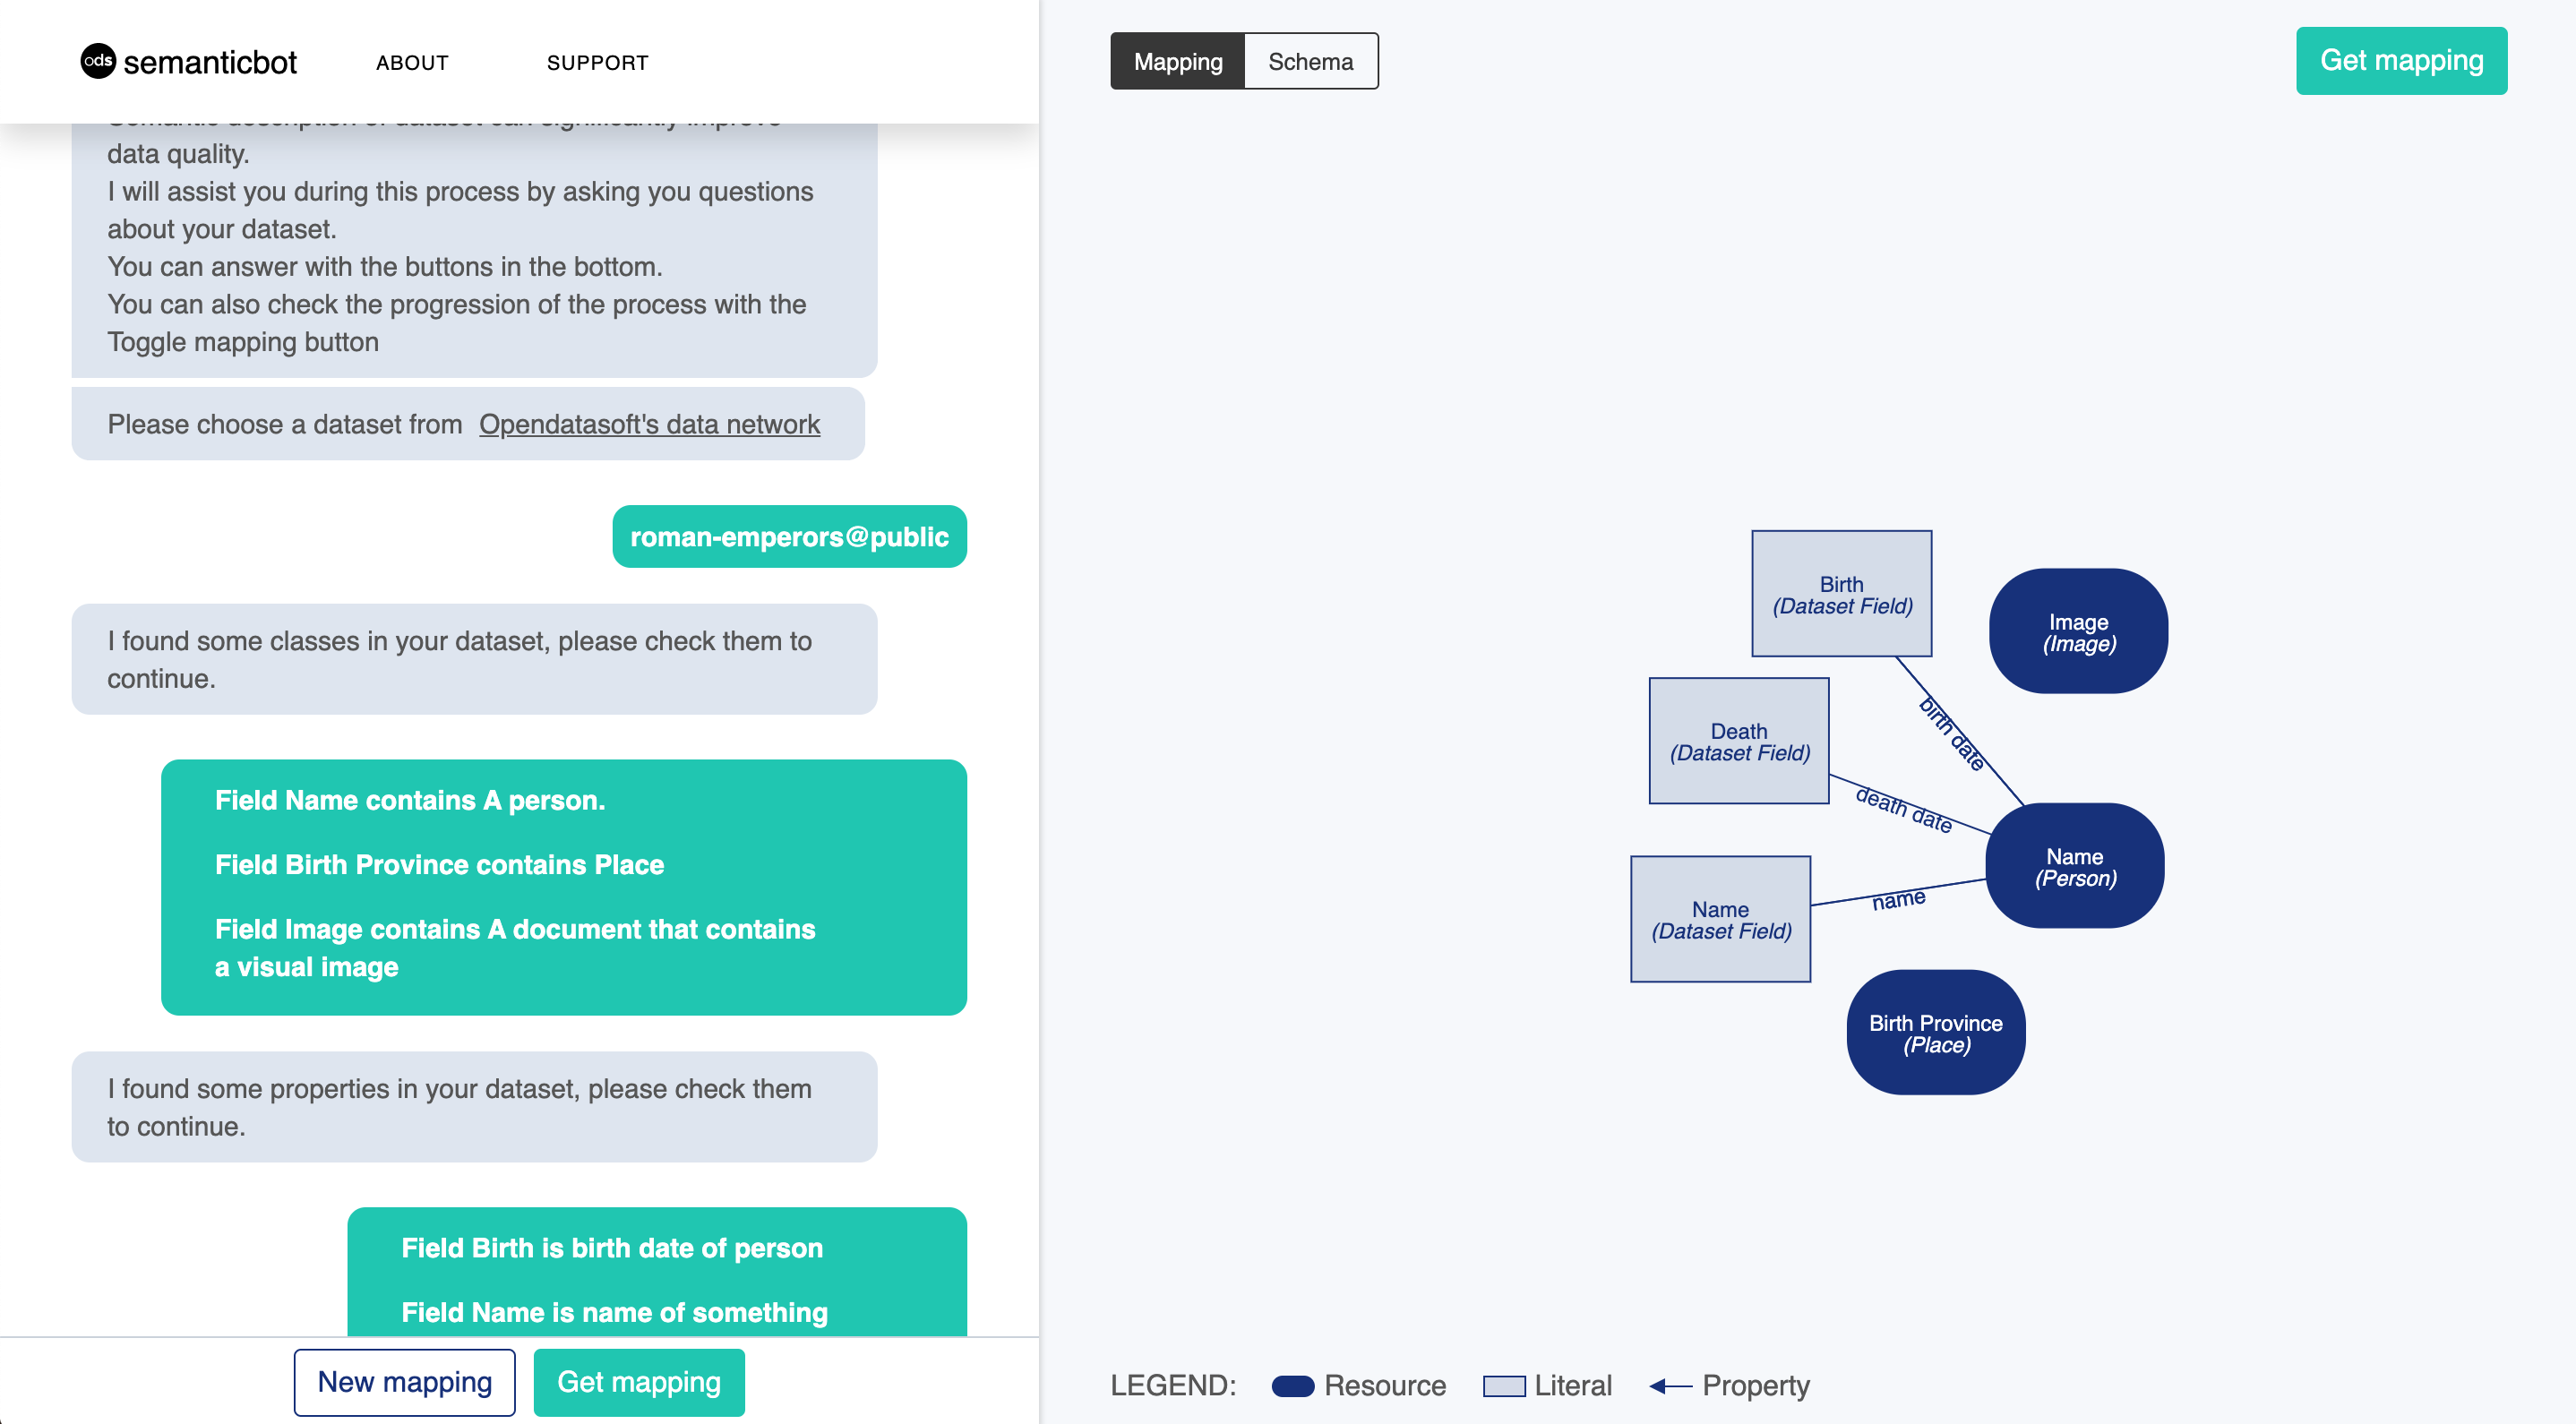 ods semanticbot
ABOUT
SUPPORT
Semantic description of dataset can significantly improve
data quality.
I will assist you during this process by asking you questions
about your dataset.
You can answer with the buttons in the bottom.
You can also check the progression of the process with the
Toggle mapping button
Please choose a dataset from Opendatasoft's data network
roman-emperors@public
I found some classes in your dataset, please check them to
continue.
Field Name contains A person.
Field Birth Province contains Place
Field Image contains A document that contains
a visual image
I found some properties in your dataset, please check them
to continue.
Field Birth is birth date of person
Field Name is name of something
New mapping
Get mapping
Mapping
Schema
Get mapping
Birth
(Dataset Field)
Image
(Image)
birth date
Death
(Dataset Field)
death date
Name
(Person)
name
Name
(Dataset Field)
Birth Province
(Place)
LEGEND:
Resource
Literal
Property